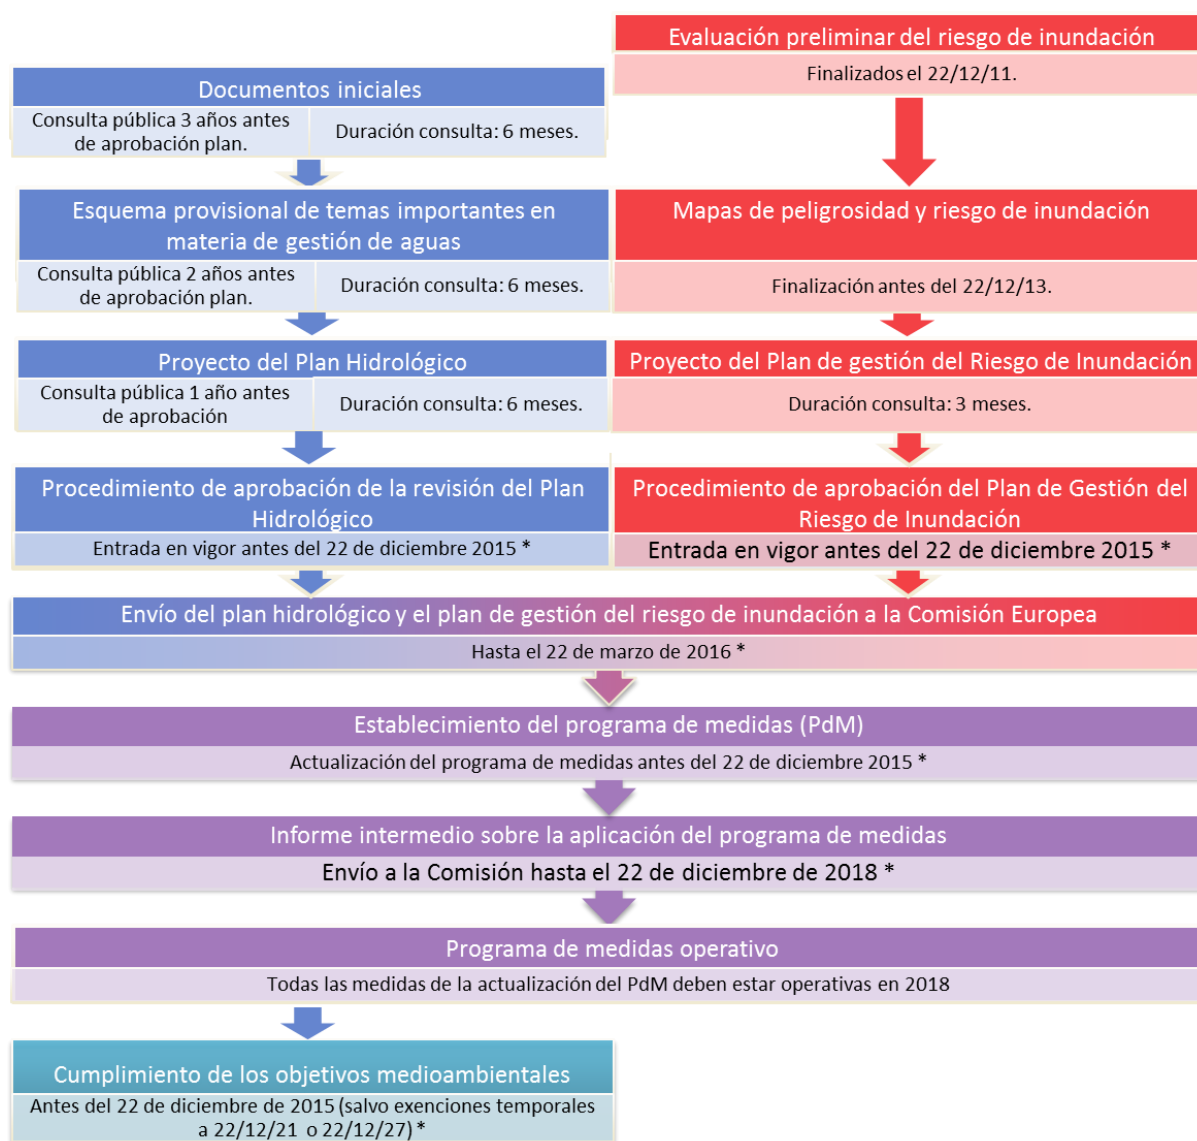 Evaluación preliminar del riesgo de inundación
Finalizados el 22/12/11.
Documentos iniciales
Consulta pública 3 años antes
de aprobación plan.
Duración consulta: 6 meses.
Esquema provisional de temas importantes en
materia de gestión de aguas
Consulta pública 2 años antes
de aprobación plan.
Duración consulta: 6 meses.
Mapas de peligrosidad y riesgo de inundación
Finalización antes del 22/12/13.
Proyecto del Plan Hidrológico
Consulta pública 1 año antes
de aprobación
Duración consulta: 6 meses.
Proyecto del Plan de gestión del Riesgo de Inundación
Duración consulta: 3 meses.
Procedimiento de aprobación de la revisión del Plan
Hidrológico
Entrada en vigor antes del 22 de diciembre 2015 *
Procedimiento de aprobación del Plan de Gestión del
Riesgo de Inundación
Entrada en vigor antes del 22 de diciembre 2015 *
Envío del plan hidrológico y el plan de gestión del riesgo de inundación a la Comisión Europea
Hasta el 22 de marzo de 2016 *
Establecimiento del programa de medidas (PdM)
Actualización del programa de medidas antes del 22 de diciembre 2015 *
Informe intermedio sobre la aplicación del programa de medidas
Envío a la Comisión hasta el 22 de diciembre de 2018 *
Programa de medidas operativo
Todas las medidas de la actualización del PdM deben estar operativas en 2018
Cumplimiento de los objetivos medioambientales
Antes del 22 de diciembre de 2015 (salvo exenciones temporales
a 22/12/21 o 22/12/27) *